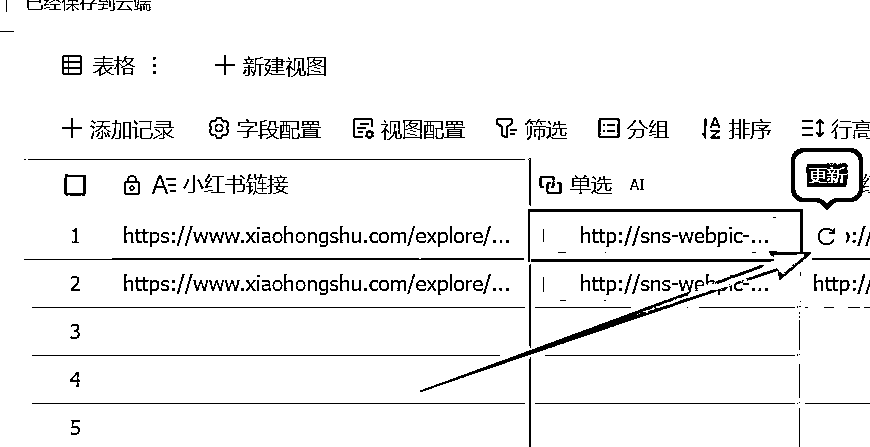 已经保存到云端
表格 ⋮ + 新建视图
+ 添加记录 字段配置 视图配置 筛选 分组 排序 行高
更新
小红书链接 单选 AI
1 https://www.xiaohongshu.com/explore/... http://sns-webpic-... ://
2 https://www.xiaohongshu.com/explore/... http://sns-webpic-... http:/
3
4
5